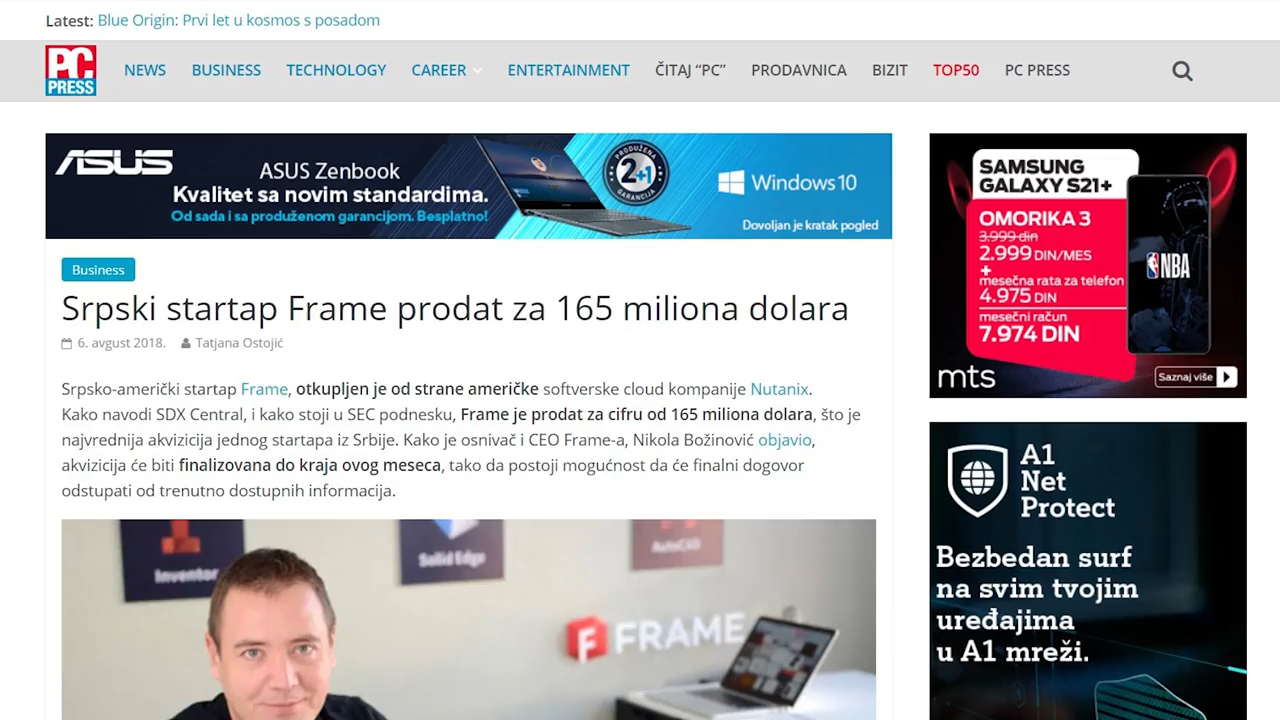 Latest: Blue Origin: Prvi let u kosmos s posadom
PC
PRESS
NEWS BUSINESS TECHNOLOGY CAREER ENTERTAINMENT ČITAJ “PC” PRODAVNICA BIZIT TOP50 PC PRESS
ASUS
ASUS Zenbook
Kvalitet sa novim standardima.
Od sada i sa produženom garancijom. Besplatno!
PRODUŽENA
2+1
GARANCIJA
Windows 10
Dovoljan je kratak pogled
SAMSUNG
GALAXY S21+
OMORIKA 3
3.999 din
2.999 DIN/MES
+
mesečna rata za telefon
4.975 DIN
mesečni račun
7.974 DIN
NBA
mts
Saznaj više
Business
Srpski startap Frame prodat za 165 miliona dolara
6. avgust 2018. Tatjana Ostojić
Srpsko-američki startap Frame, otkupljen je od strane američke softverske cloud kompanije Nutanix.
Kako navodi SDX Central, i kako stoji u SEC podnesku, Frame je prodat za cifru od 165 miliona dolara, što je
najvrednija akvizicija jednog startapa iz Srbije. Kako je osnivač i CEO Frame-a, Nikola Božinović objavio,
akvizicija će biti finalizovana do kraja ovog meseca, tako da postoji mogućnost da će finalni dogovor
odstupati od trenutno dostupnih informacija.
Inventor
Solid Edge
AutoCAD
FRAME
A1
Net
Protect
Bezbedan surf
na svim tvojim
uređajima
u A1 mreži.